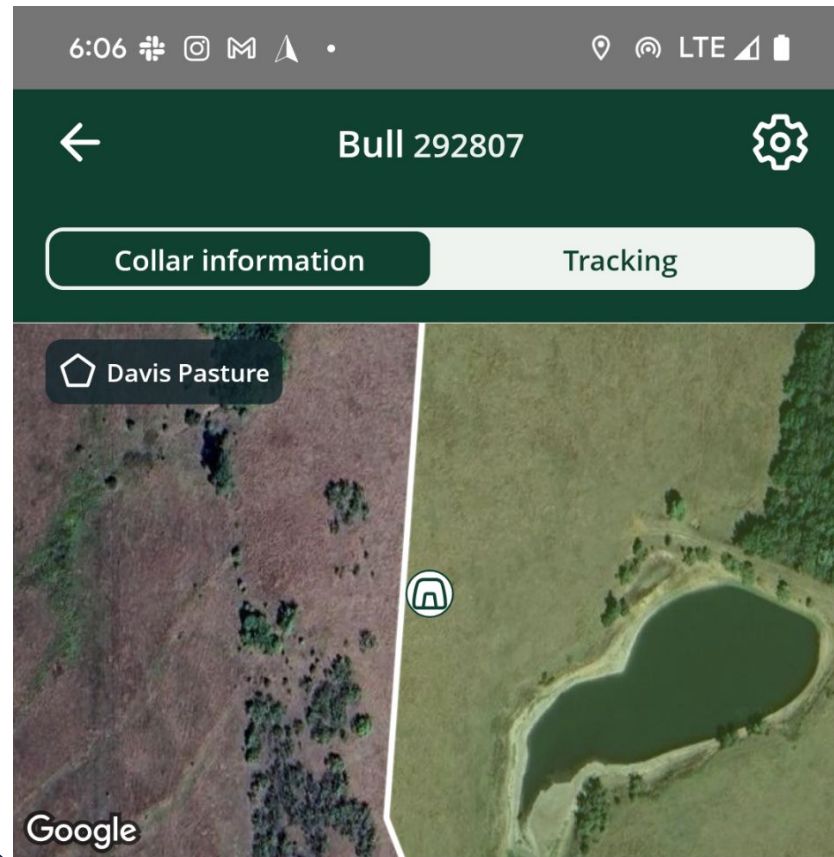 6:06 LTE
Bull 292807
Collar information Tracking
Davis Pasture
Google